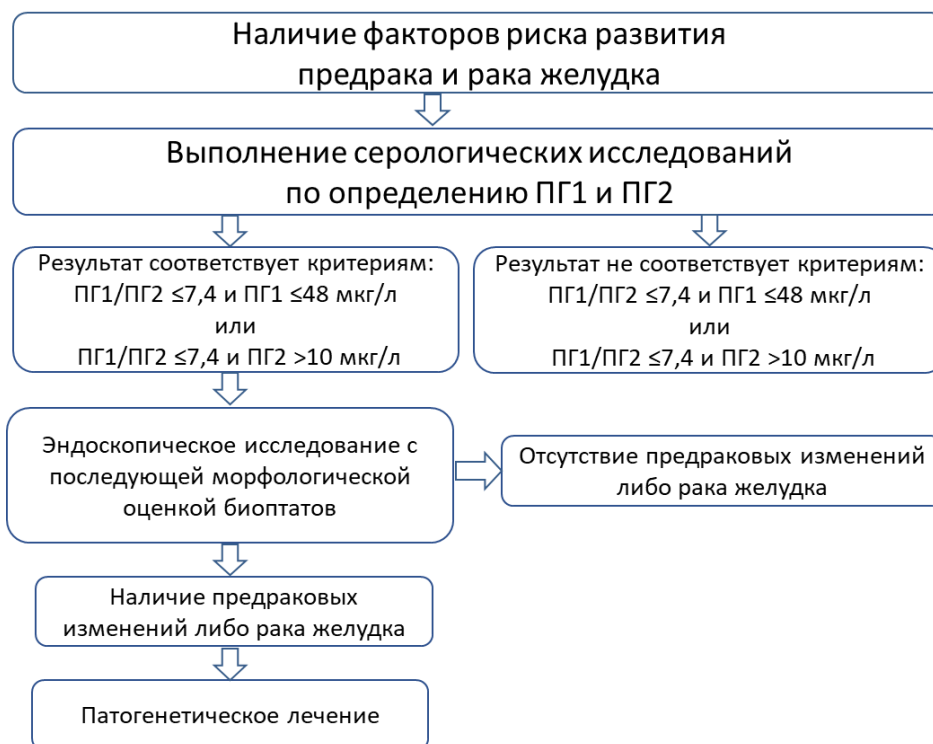 Наличие факторов риска развития
предрака и рака желудка
Выполнение серологических исследований
по определению ПГ1 и ПГ2
Результат соответствует критериям:
ПГ1/ПГ2 ≤7,4 и ПГ1 ≤48 мкг/л
или
ПГ1/ПГ2 ≤7,4 и ПГ2 >10 мкг/л
Результат не соответствует критериям:
ПГ1/ПГ2 ≤7,4 и ПГ1 ≤48 мкг/л
или
ПГ1/ПГ2 ≤7,4 и ПГ2 >10 мкг/л
Эндоскопическое исследование с
последующей морфологической
оценкой биоптатов
Отсутствие предраковых изменений
либо рака желудка
Наличие предраковых
изменений либо рака желудка
Патогенетическое лечение